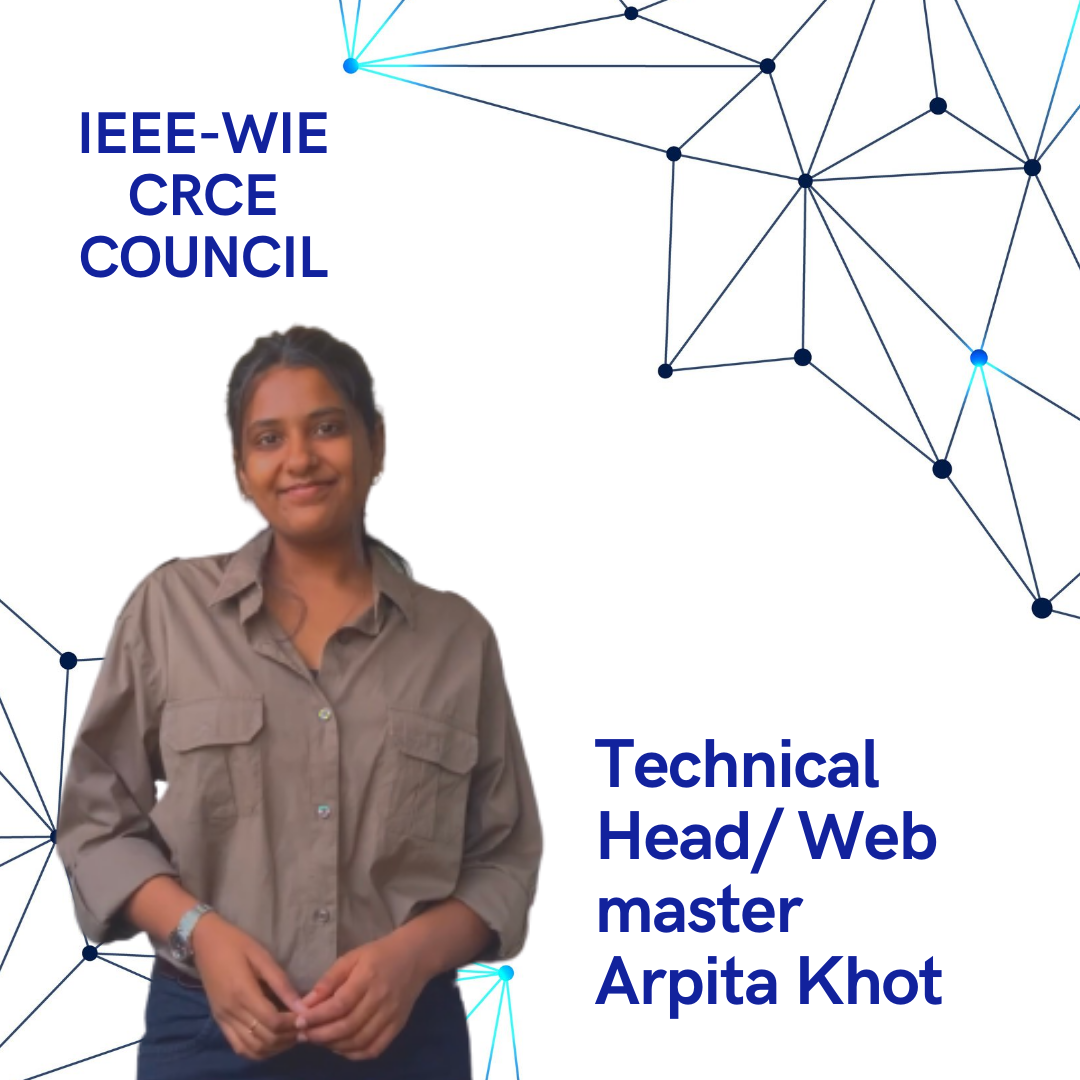 IEEE-WIE
CRCE
COUNCIL
Technical
Head/ Web
master
Arpita Khot